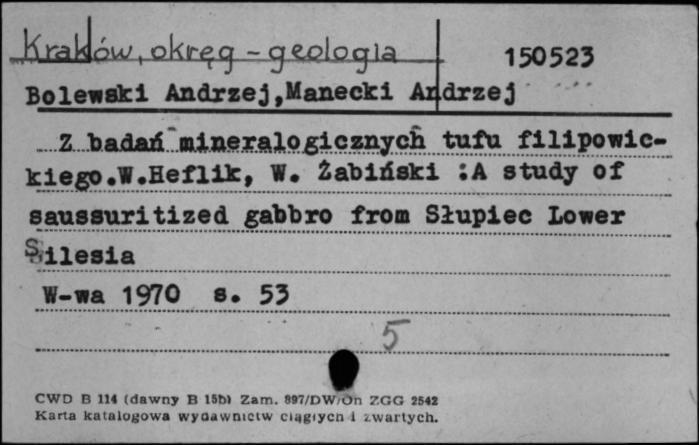 Kraków, okręg - geologia 150523
Bolewski Andrzej,Manecki Andrzej
Z badań mineralogicznych tufu filipowic-
kiego.W.Heflik, W. Żabiński :A study of
saussuritized gabbro from Słupiec Lower
Silesia
W-wa 1970 s. 53
5
CWD B 114 (dawny B 15b) Zam. 897/DW/On ZGG 2542
Karta katalogowa wydawnictw ciągłych i zwartych.